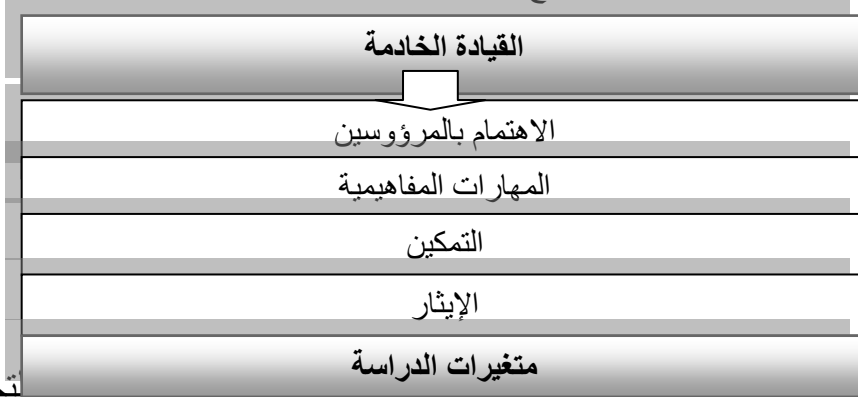 القيادة الخادمة
الاهتمام بالمرؤوسين
المهارات المفاهيمية
التمكين
الإيثار
متغيرات الدراسة